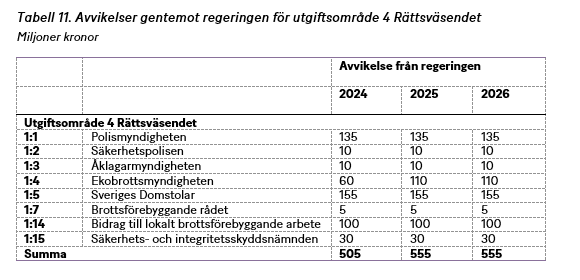 Tabell 11. Avvikelser gentemot regeringen för utgiftsområde 4 Rättsväsendet
Miljoner kronor
Avvikelse från regeringen
2024 2025 2026
Utgiftsområde 4 Rättsväsendet
1:1 Polismyndigheten 135 135 135
1:2 Säkerhetspolisen 10 10 10
1:3 Åklagarmyndigheten 10 10 10
1:4 Ekobrottsmyndigheten 60 110 110
1:5 Sveriges Domstolar 155 155 155
1:7 Brottsförebyggande rådet 5 5 5
1:14 Bidrag till lokalt brottsförebyggande arbete 100 100 100
1:15 Säkerhets- och integritetsskyddsnämnden 30 30 30
Summa 505 555 555